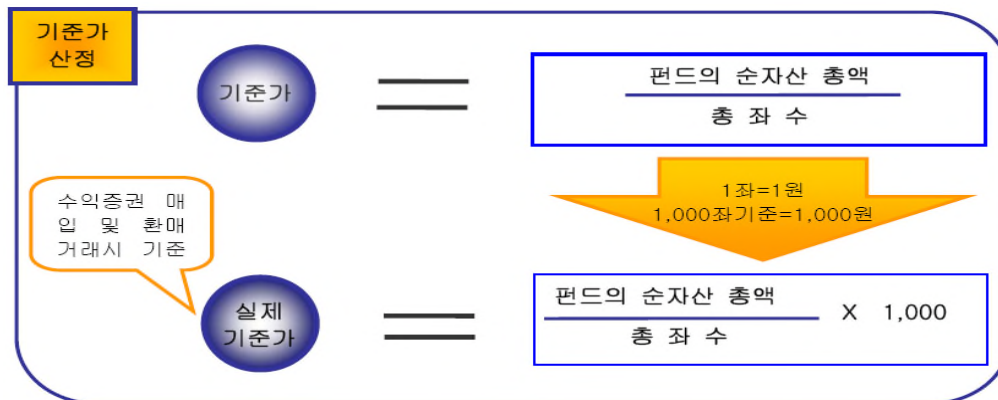 기준가
산정
기준가
펀드의 순자산 총액
총 좌 수
1좌=1원
1,000좌기준=1,000원
수익증권 매
입 및 환매
거래시 기준
실제
기준가
펀드의 순자산 총액
총 좌 수
X 1,000